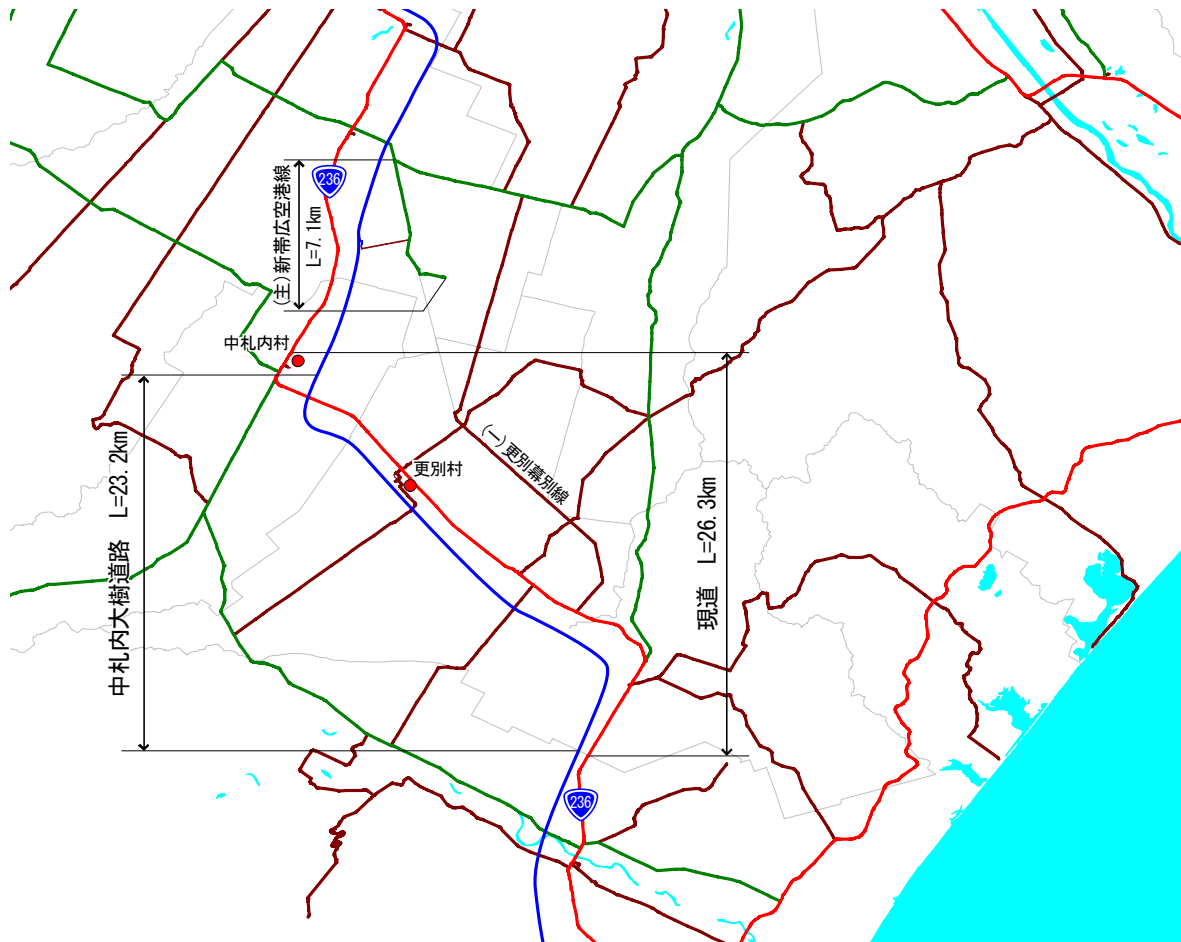 236
(主)新帯広空港線
L=7.1km
中札内村
更別村
(一)更別幕別線
中札内大樹道路 L=23.2km
現道 L=26.3km
236